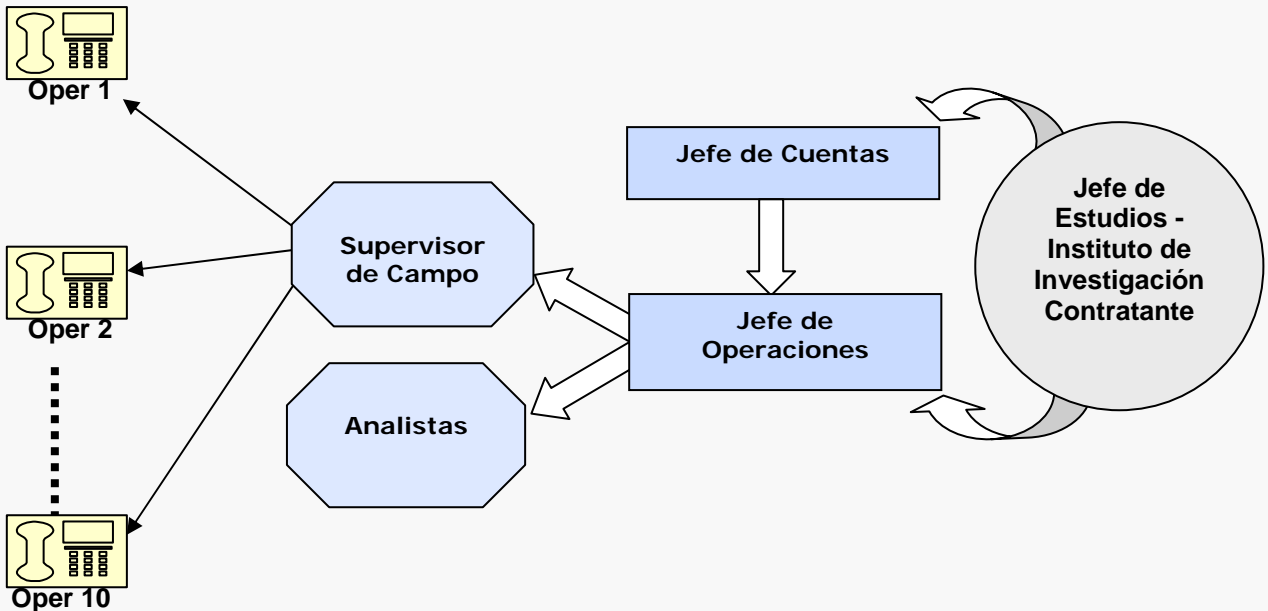 Oper 1
Jefe de Cuentas
Jefe de
Estudios -
Instituto de
Investigación
Contratante
Supervisor
de Campo
Oper 2
Jefe de
Operaciones
Analistas
Oper 10